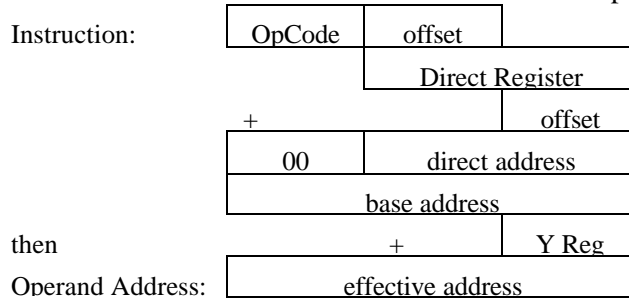 Instruction: OpCode offset
Direct Register
+ offset
00 direct address
base address
then + Y Reg
Operand Address: effective address